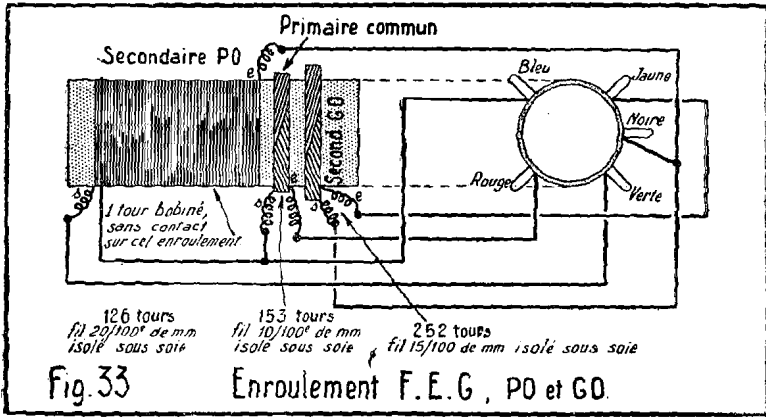 Primaire commun
Secondaire PO
e
Bleu
Jaune
Noire
Rouge
Verte
Second GO
e
s
e
s
s
1 tour bobiné,
sans contact
sur cet enroulement
126 tours
fil 20/100e de mm
isolé sous soie
153 tours
fil 10/100e de mm
isolé sous soie
252 tours
fil 15/100 de mm isolé sous soie
Fig. 33
Enroulement F.E.G, PO et GO.